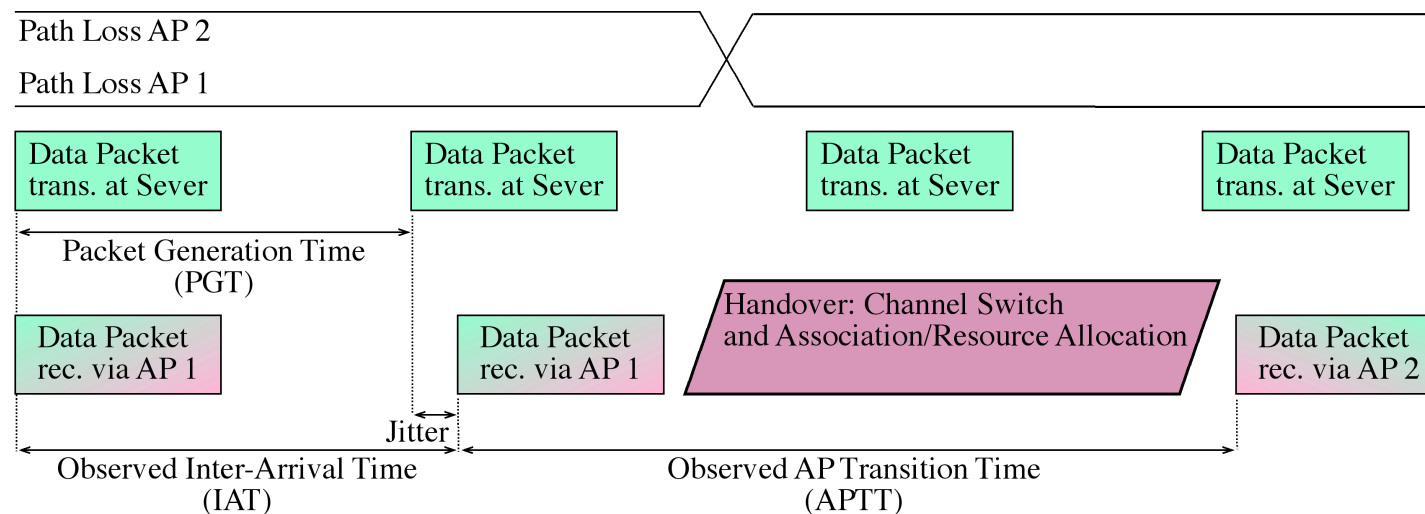 Path Loss AP 2
Path Loss AP 1
Data Packet
trans. at Sever
Data Packet
trans. at Sever
Data Packet
trans. at Sever
Data Packet
trans. at Sever
Packet Generation Time
(PGT)
Data Packet
rec. via AP 1
Data Packet
rec. via AP 1
Handover: Channel Switch
and Association/Resource Allocation
Data Packet
rec. via AP 2
Jitter
Observed Inter-Arrival Time
(IAT)
Observed AP Transition Time
(APTT)